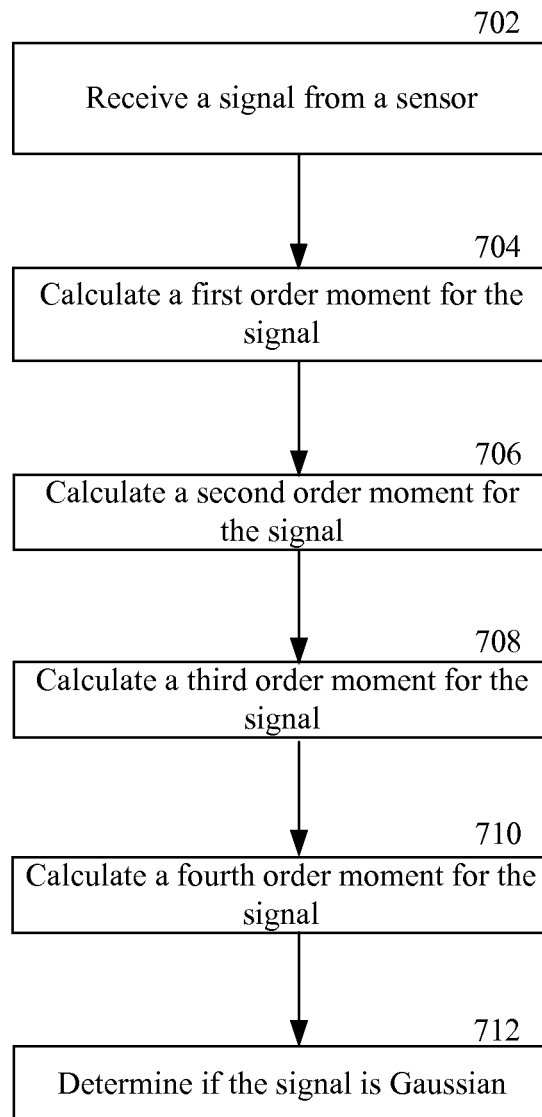 702
Receive a signal from a sensor
704
Calculate a first order moment for the
signal
706
Calculate a second order moment for
the signal
708
Calculate a third order moment for the
signal
710
Calculate a fourth order moment for the
signal
712
Determine if the signal is Gaussian